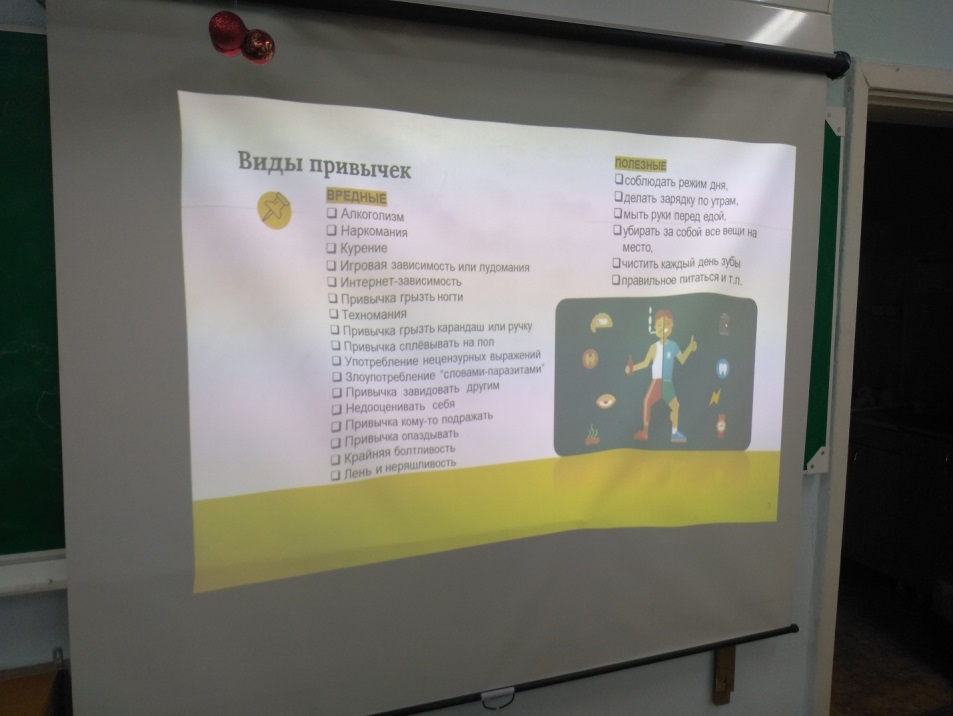 Виды привычек
ВРЕДНЫЕ
Алкоголизм
Наркомания
Курение
Игровая зависимость или лудомания
Интернет-зависимость
Привычка грызть ногти
Техномания
Привычка грызть карандаш или ручку
Привычка сплёвывать на пол
Употребление нецензурных выражений
Злоупотребление "словами-паразитами"
Привычка завидовать другим
Недооценивать себя
Привычка кому-то подражать
Привычка опаздывать
Крайняя болтливость
Лень и неряшливость
ПОЛЕЗНЫЕ
соблюдать режим дня,
делать зарядку по утрам,
мыть руки перед едой,
убирать за собой все вещи на
место,
чистить каждый день зубы
правильное питаться и т.п.